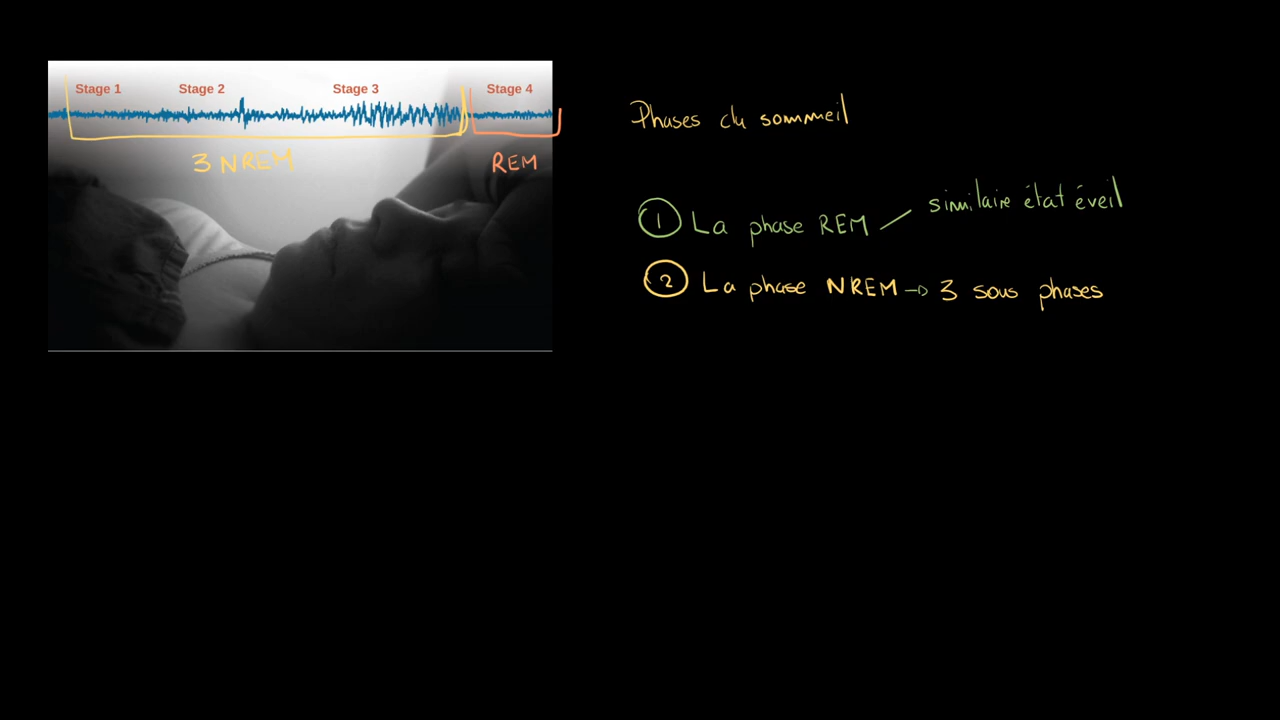 Stage 1 Stage 2 Stage 3 Stage 4
3 NREM REM
Phases du sommeil
1 La phase REM similaire état éveil
2 La phase NREM → 3 sous phases